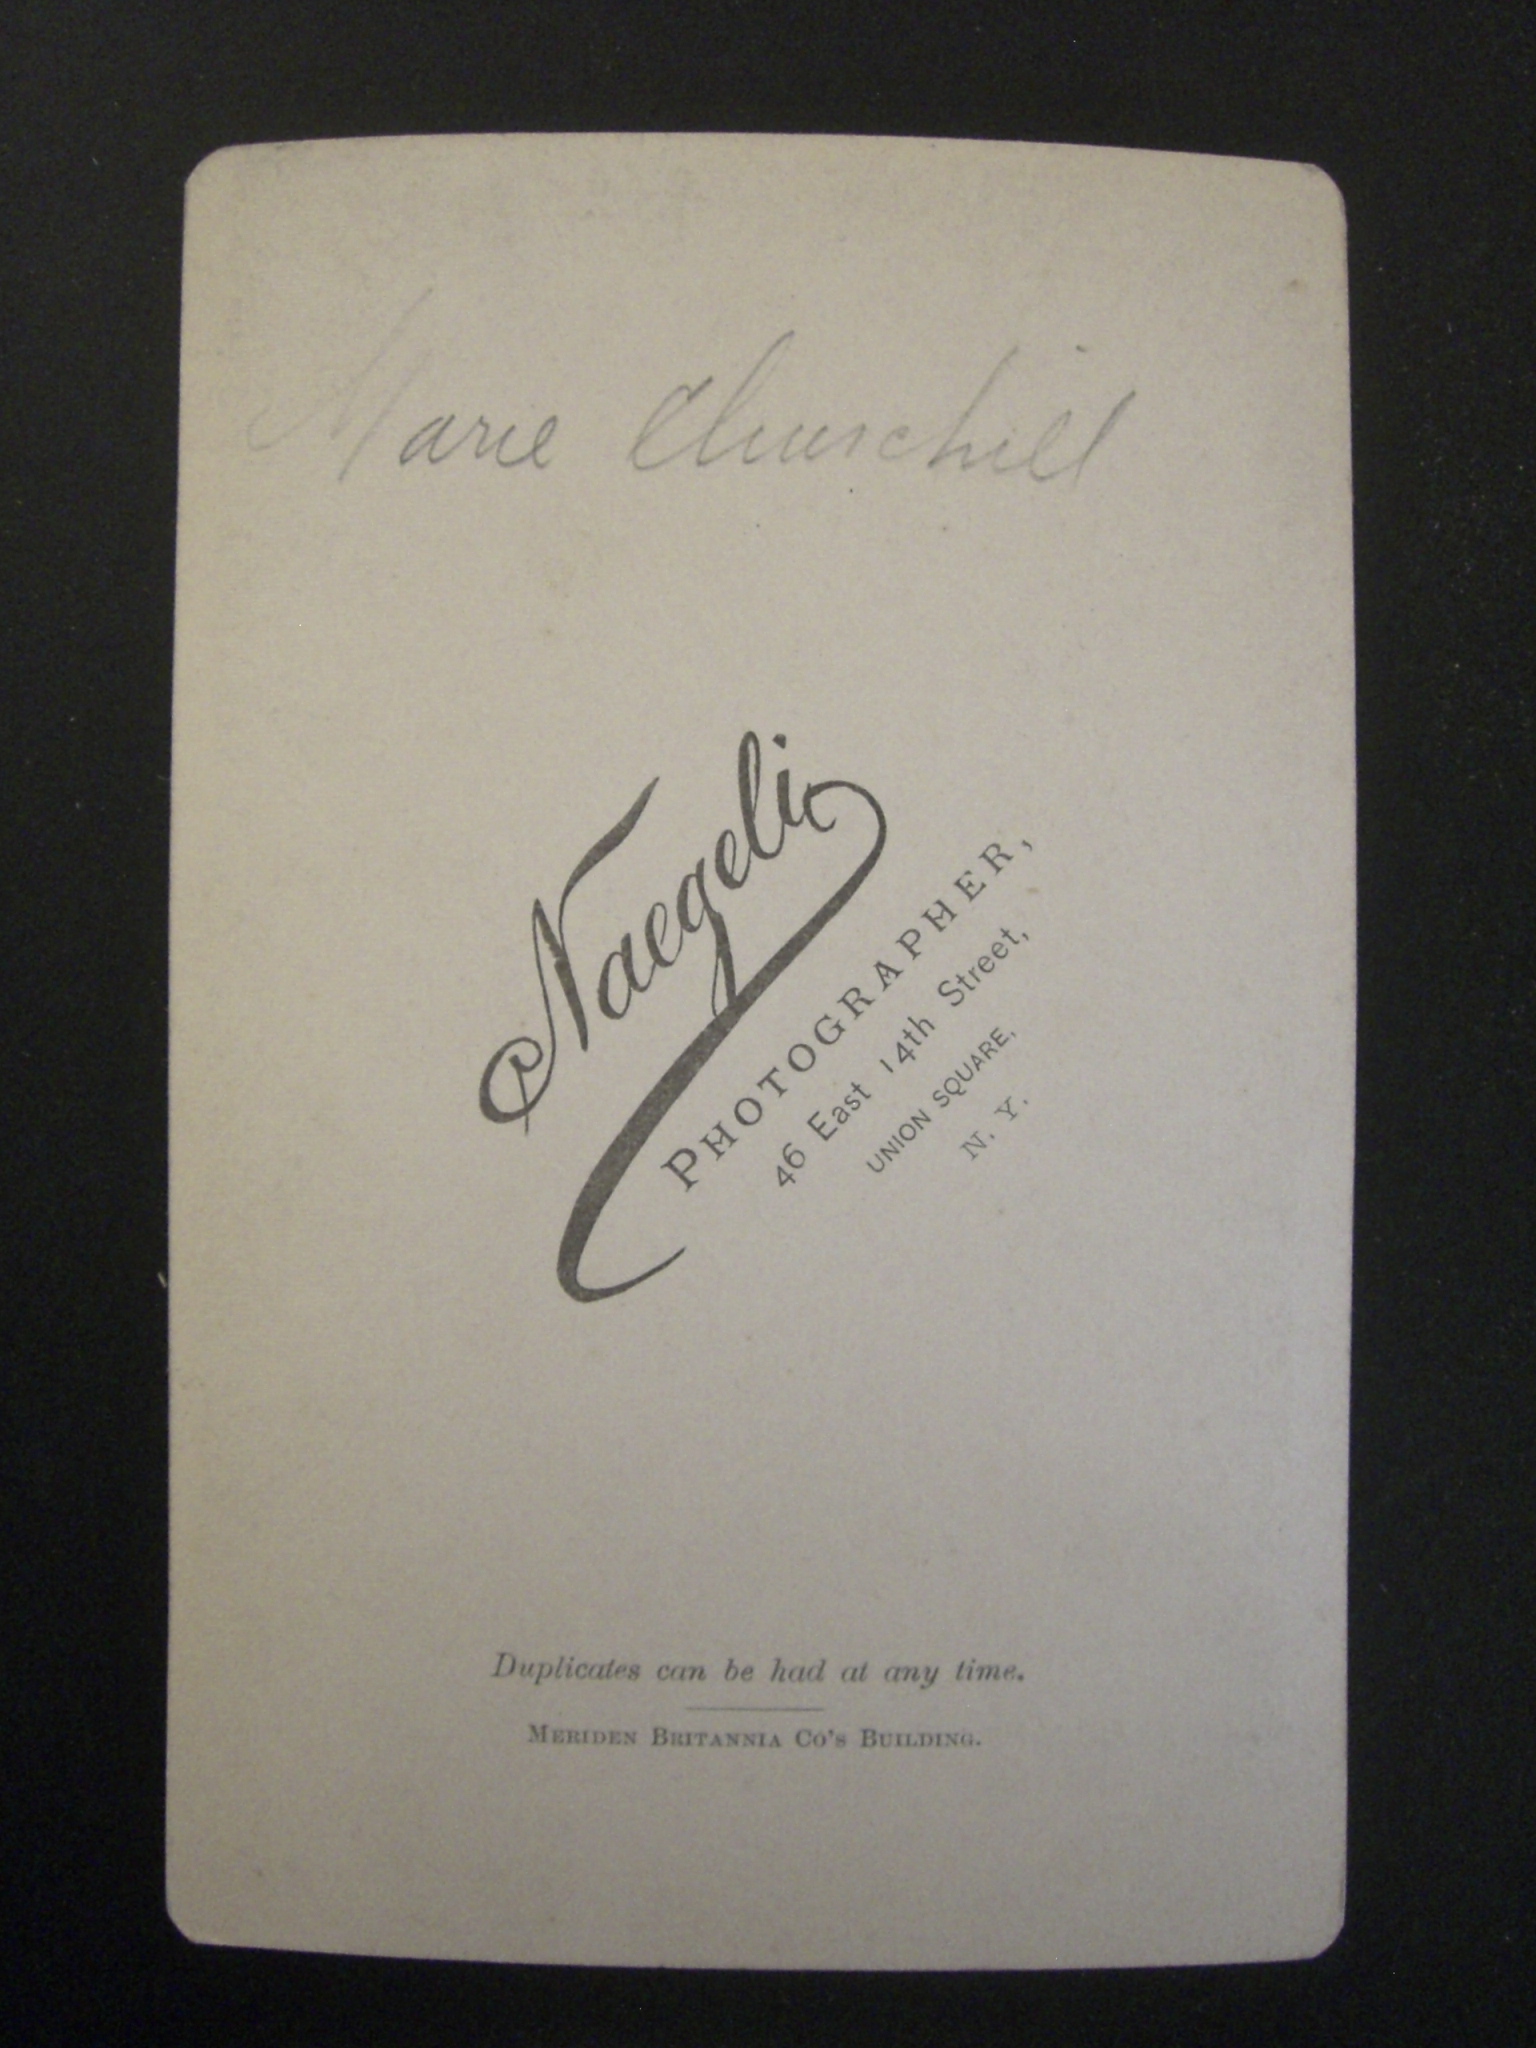 Marie Churchill
Naegeli
PHOTOGRAPHER,
46 East 14th Street,
UNION SQUARE,
N. Y.
Duplicates can be had at any time.
MERIDEN BRITANNIA CO'S BUILDING.